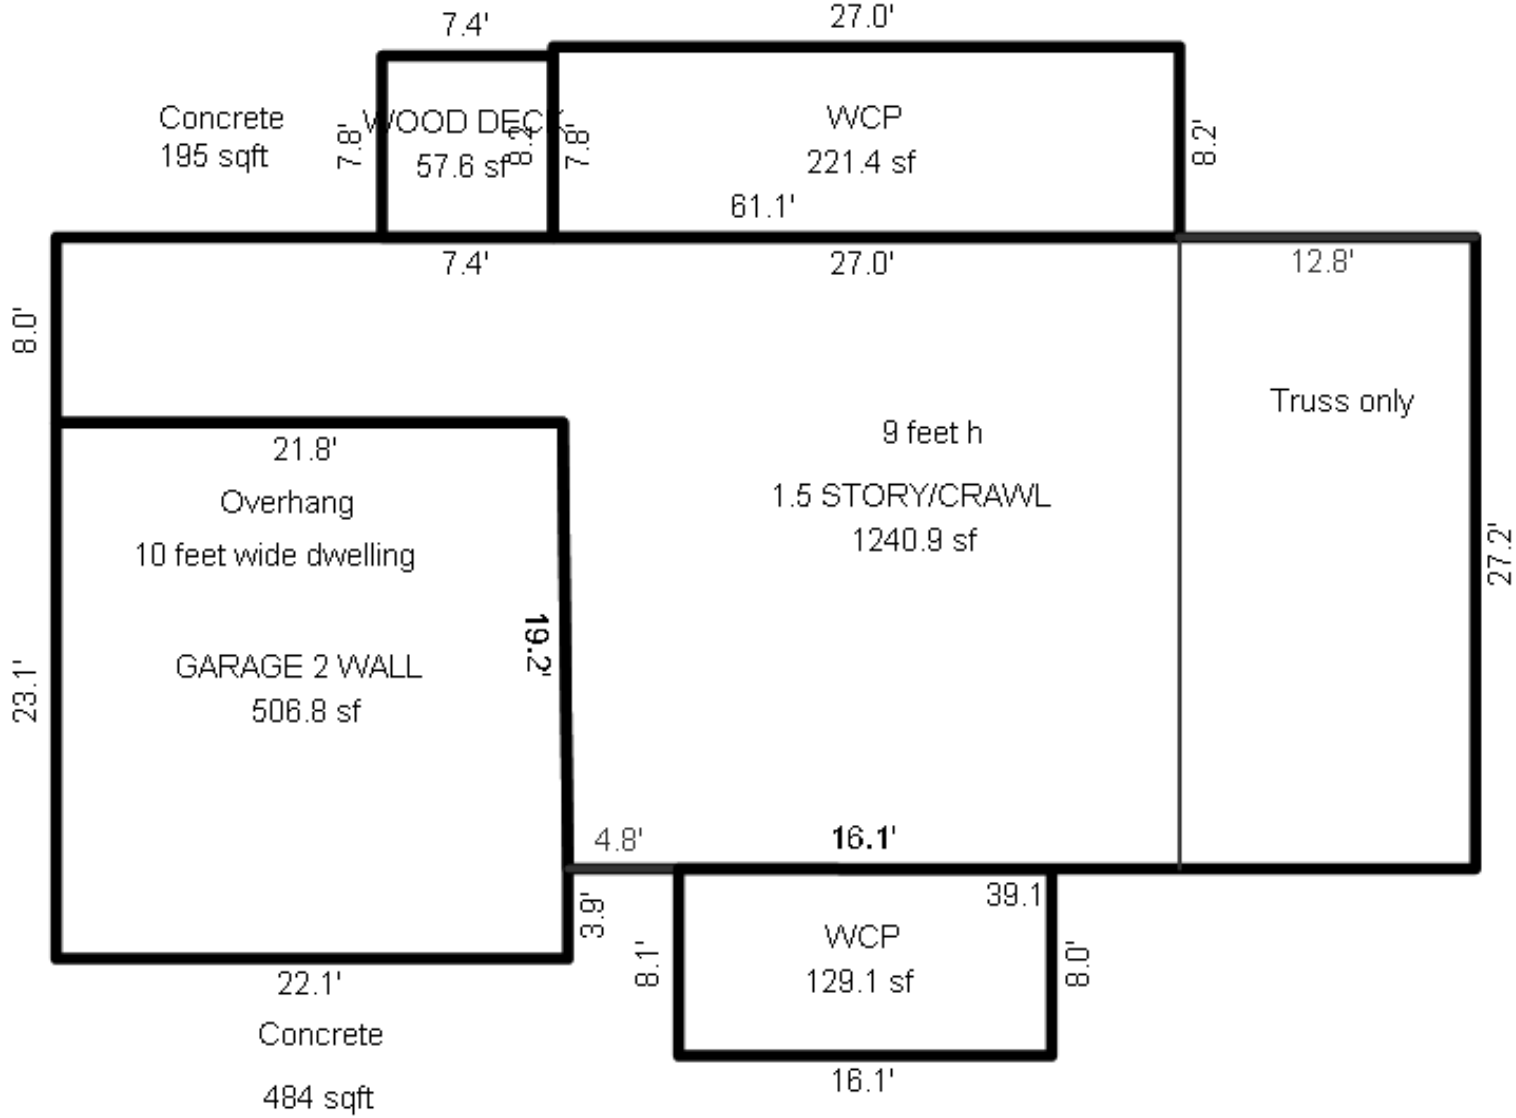 7.4'
27.0'
Concrete
195 sqft
7.8'
WOOD DECK
57.6 sf
8.2'
7.8'
WCP
221.4 sf
8.2'
61.1'
7.4'
27.0'
12.8'
8.0'
Truss only
21.8'
Overhang
10 feet wide dwelling
9 feet h
1.5 STORY/CRAWL
1240.9 sf
27.2'
19.2'
GARAGE 2 WALL
506.8 sf
23.1'
4.8'
16.1'
39.1
3.9'
8.1'
WCP
129.1 sf
8.0'
22.1'
Concrete
484 sqft
16.1'